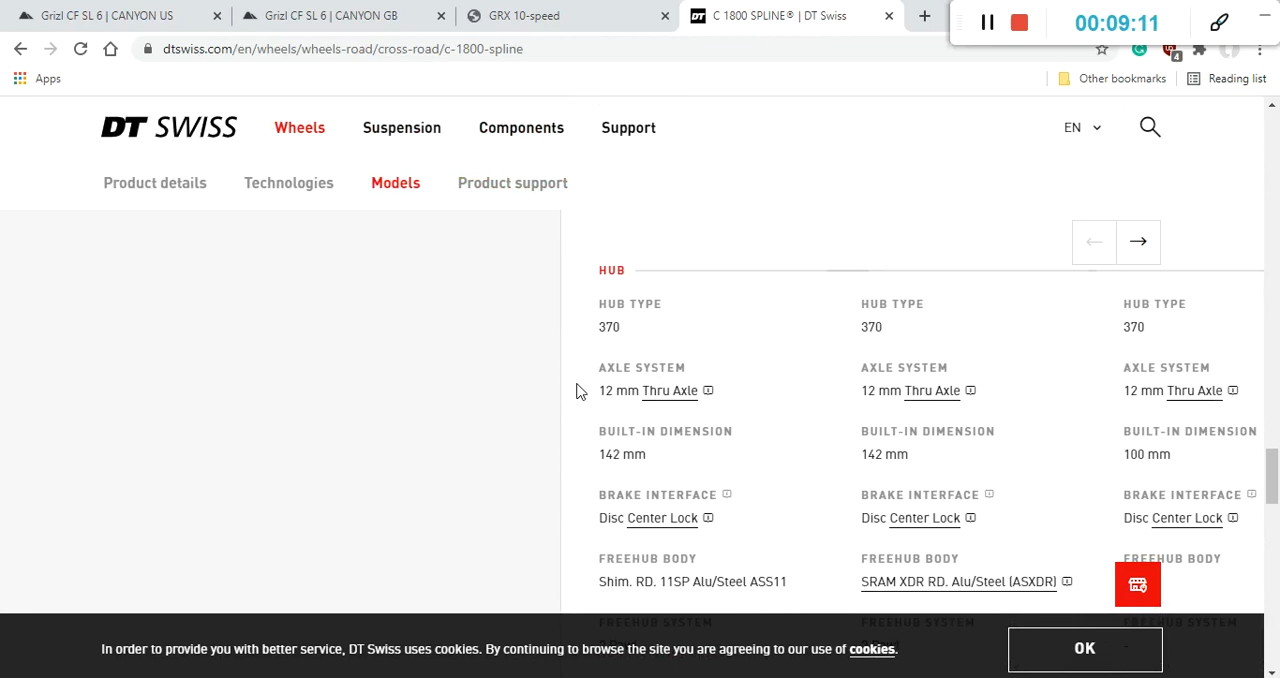 Grizl CF SL 6 | CANYON US
Grizl CF SL 6 | CANYON GB
GRX 10-speed
DT C 1800 SPLINE® | DT Swiss
00:09:11
dtswiss.com/en/wheels/wheels-road/cross-road/c-1800-spline
4
Apps
Other bookmarks
Reading list
DT SWISS
Wheels
Suspension
Components
Support
EN
Product details
Technologies
Models
Product support
HUB
HUB TYPE HUB TYPE HUB TYPE
370 370 370
AXLE SYSTEM AXLE SYSTEM AXLE SYSTEM
12 mm Thru Axle 12 mm Thru Axle 12 mm Thru Axle
BUILT-IN DIMENSION BUILT-IN DIMENSION BUILT-IN DIMENSION
142 mm 142 mm 100 mm
BRAKE INTERFACE BRAKE INTERFACE BRAKE INTERFACE
Disc Center Lock Disc Center Lock Disc Center Lock
FREEHUB BODY FREEHUB BODY FREEHUB BODY
Shim. RD. 11SP Alu/Steel ASS11 SRAM XDR RD. Alu/Steel (ASXDR)
FREEHUB SYSTEM FREEHUB SYSTEM FREEHUB SYSTEM
In order to provide you with better service, DT Swiss uses cookies. By continuing to browse the site you are agreeing to our use of cookies.
OK